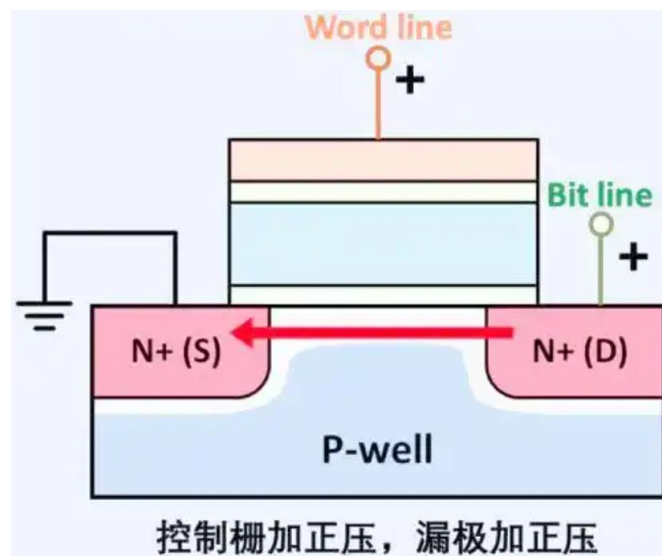 Word line
+
Bit line
+
N+ (S)
N+ (D)
P-well
控制栅加正压，漏极加正压